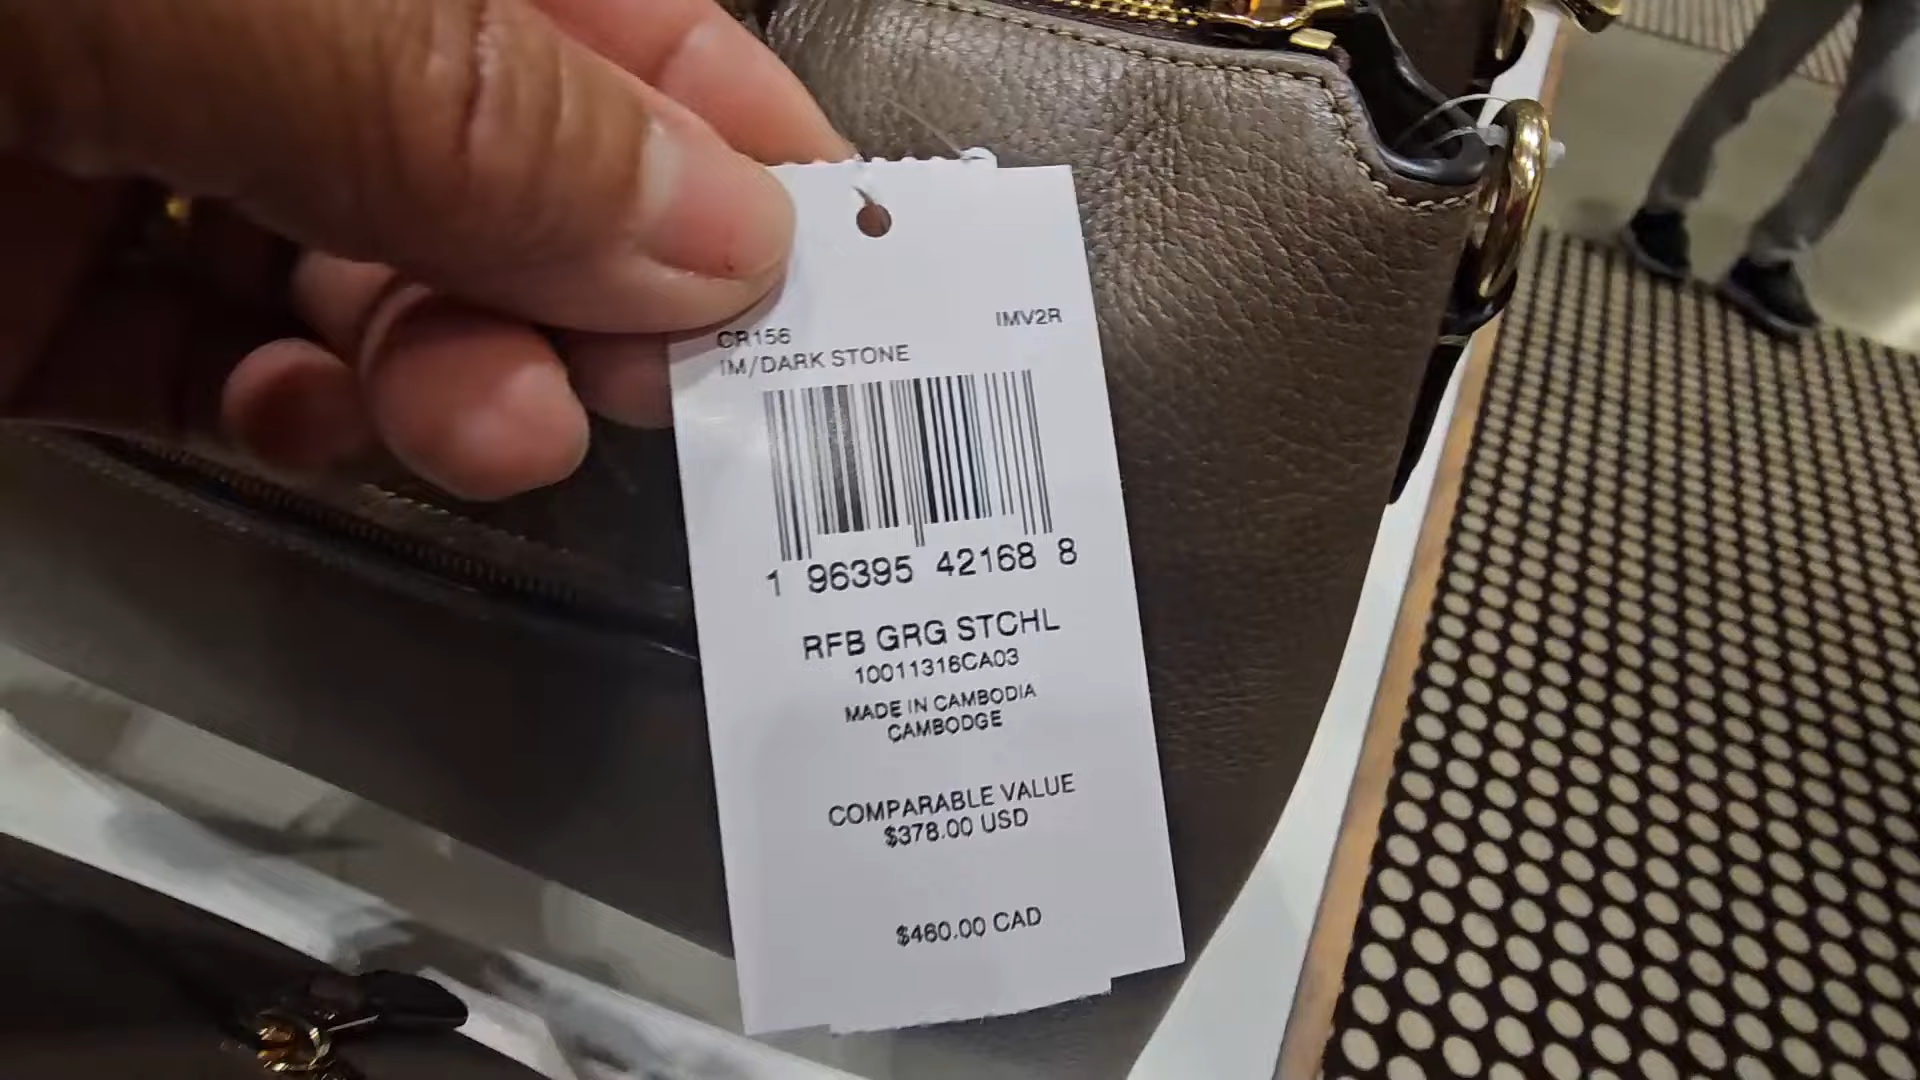 CR156 IMV2R
IM/DARK STONE
1 96395 42168 8
RFB GRG STCHL
10011316CA03
MADE IN CAMBODIA
CAMBODGE
COMPARABLE VALUE
$378.00 USD
$460.00 CAD